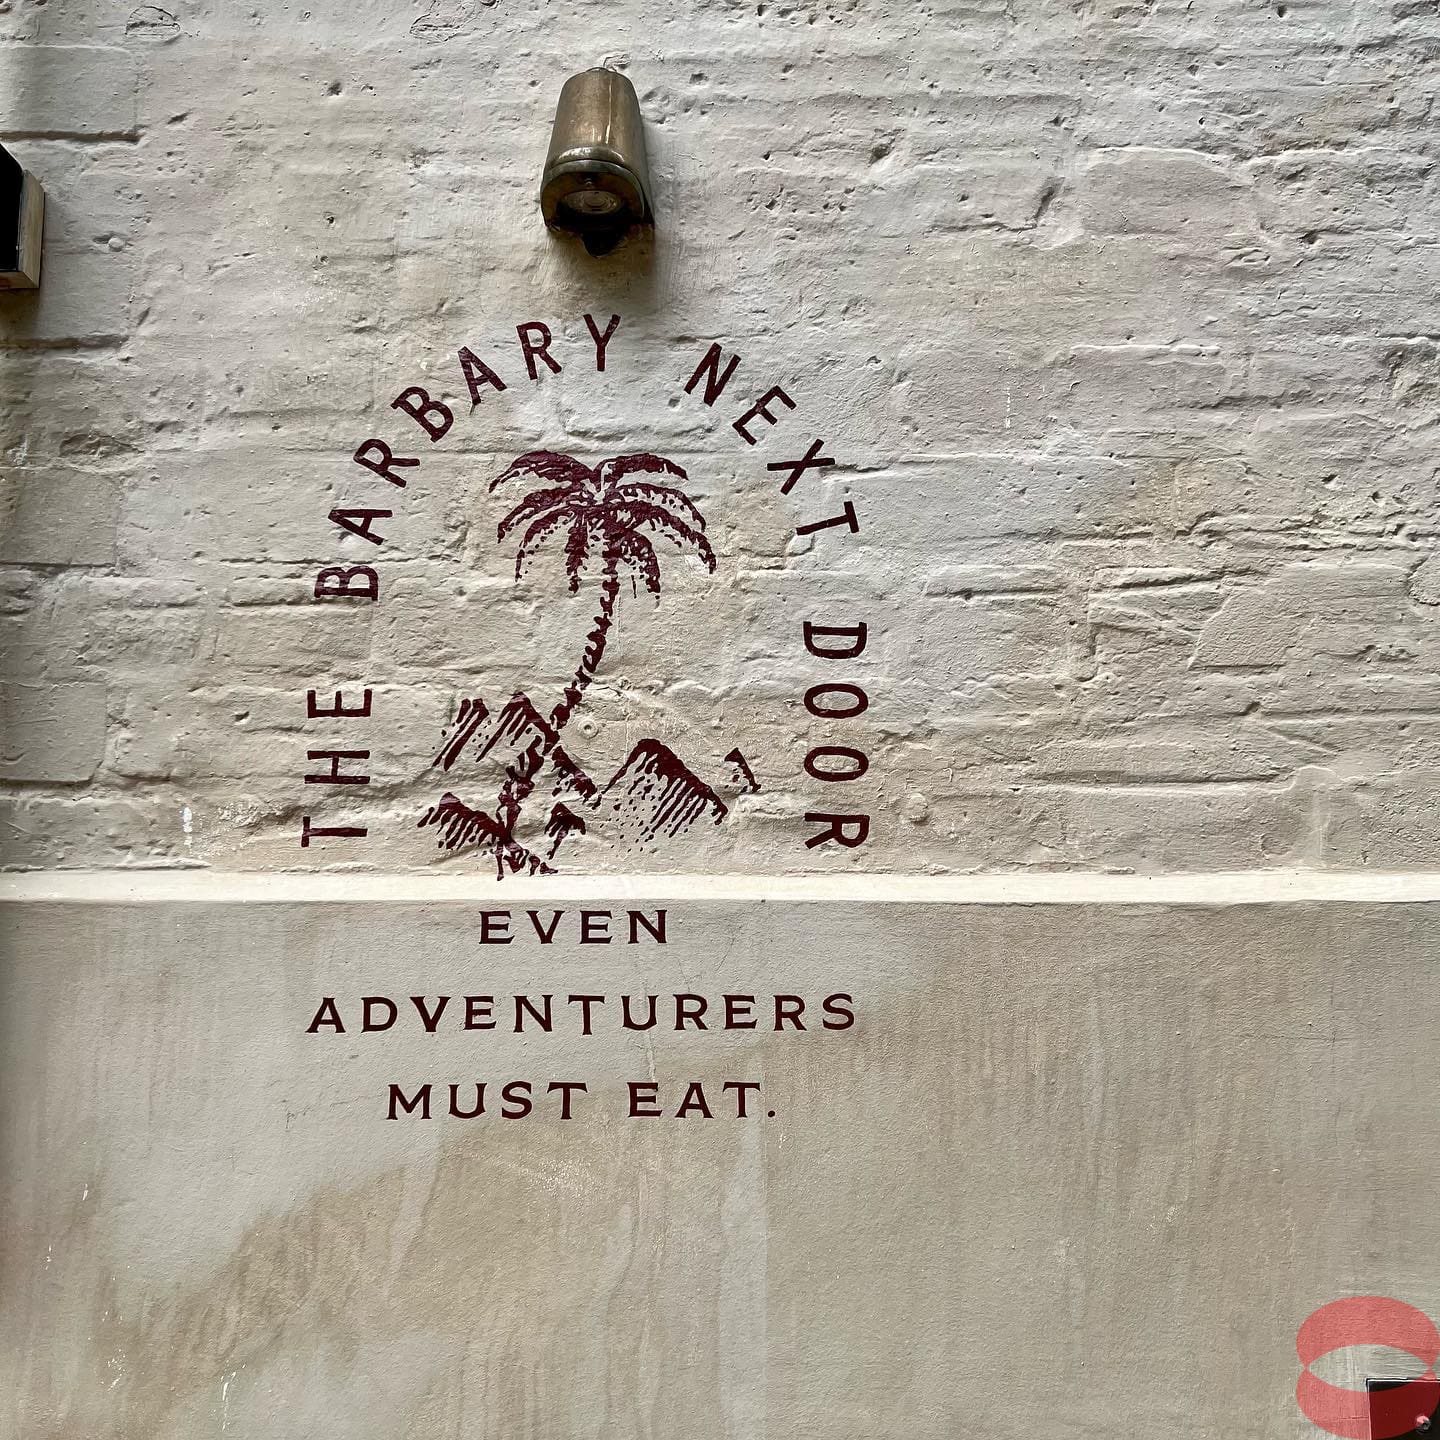 THE BARBARY NEXT DOOR
EVEN
ADVENTURERS
MUST EAT.